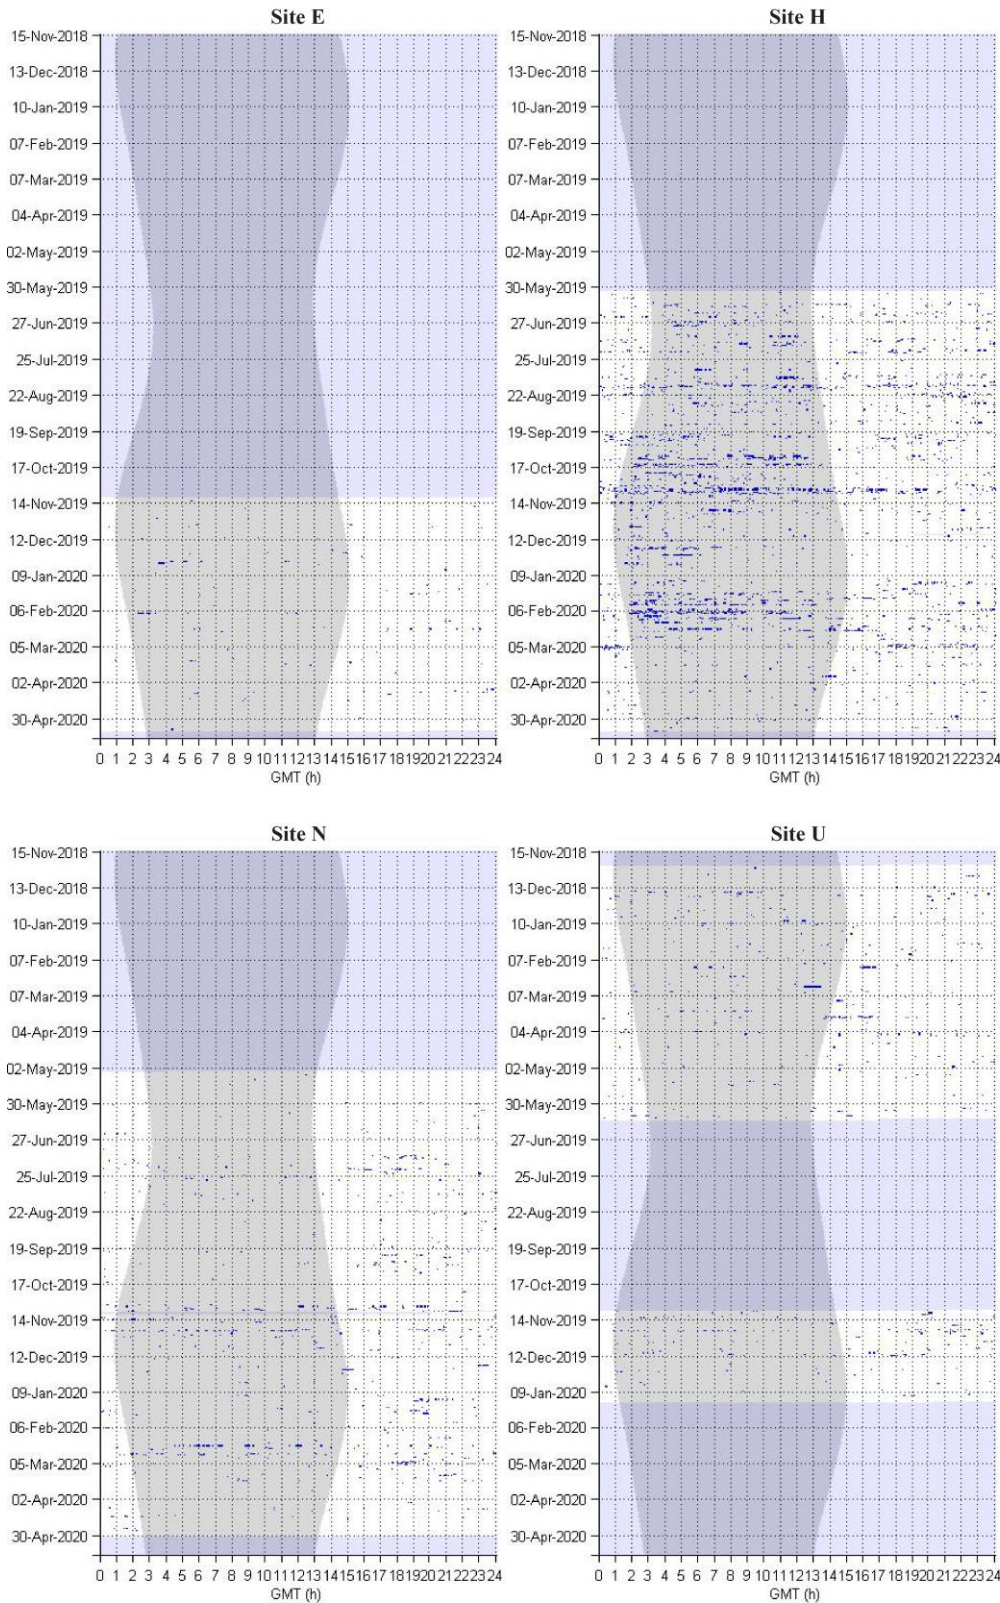 Site E
15-Nov-2018
13-Dec-2018
10-Jan-2019
07-Feb-2019
07-Mar-2019
04-Apr-2019
02-May-2019
30-May-2019
27-Jun-2019
25-Jul-2019
22-Aug-2019
19-Sep-2019
17-Oct-2019
14-Nov-2019
12-Dec-2019
09-Jan-2020
06-Feb-2020
05-Mar-2020
02-Apr-2020
30-Apr-2020
0 1 2 3 4 5 6 7 8 9 10 11 12 13 14 15 16 17 18 19 20 21 22 23 24
GMT (h)
Site H
15-Nov-2018
13-Dec-2018
10-Jan-2019
07-Feb-2019
07-Mar-2019
04-Apr-2019
02-May-2019
30-May-2019
27-Jun-2019
25-Jul-2019
22-Aug-2019
19-Sep-2019
17-Oct-2019
14-Nov-2019
12-Dec-2019
09-Jan-2020
06-Feb-2020
05-Mar-2020
02-Apr-2020
30-Apr-2020
0 1 2 3 4 5 6 7 8 9 10 11 12 13 14 15 16 17 18 19 20 21 22 23 24
GMT (h)
Site N
15-Nov-2018
13-Dec-2018
10-Jan-2019
07-Feb-2019
07-Mar-2019
04-Apr-2019
02-May-2019
30-May-2019
27-Jun-2019
25-Jul-2019
22-Aug-2019
19-Sep-2019
17-Oct-2019
14-Nov-2019
12-Dec-2019
09-Jan-2020
06-Feb-2020
05-Mar-2020
02-Apr-2020
30-Apr-2020
0 1 2 3 4 5 6 7 8 9 10 11 12 13 14 15 16 17 18 19 20 21 22 23 24
GMT (h)
Site U
15-Nov-2018
13-Dec-2018
10-Jan-2019
07-Feb-2019
07-Mar-2019
04-Apr-2019
02-May-2019
30-May-2019
27-Jun-2019
25-Jul-2019
22-Aug-2019
19-Sep-2019
17-Oct-2019
14-Nov-2019
12-Dec-2019
09-Jan-2020
06-Feb-2020
05-Mar-2020
02-Apr-2020
30-Apr-2020
0 1 2 3 4 5 6 7 8 9 10 11 12 13 14 15 16 17 18 19 20 21 22 23 24
GMT (h)